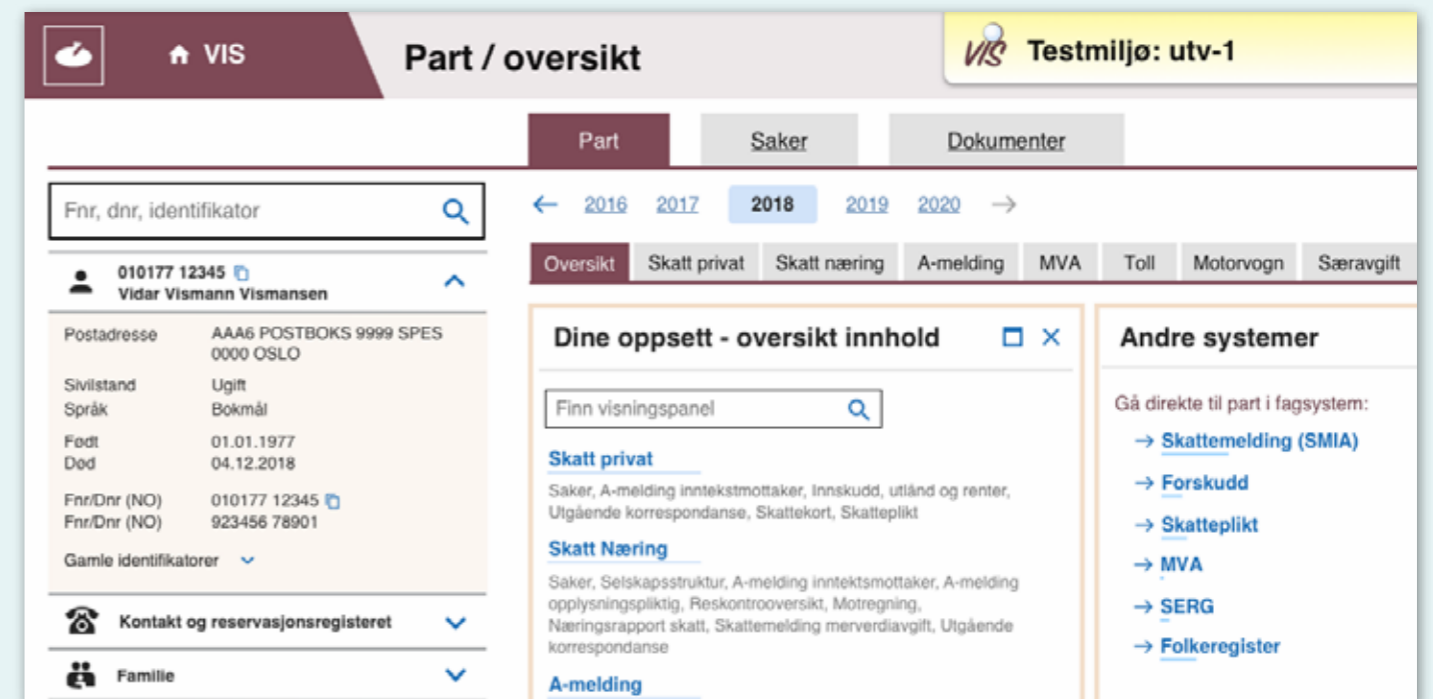 VIS
Part / oversikt
VIS
Testmiljø: utv-1
Part
Saker
Dokumenter
Fnr, dnr, identifikator
2016 2017 2018 2019 2020
010177 12345
Vidar Vismann Vismansen
Oversikt Skatt privat Skatt næring A-melding MVA Toll Motorvogn Særavgift
Postadresse AAA6 POSTBOKS 9999 SPES
0000 OSLO
Sivilstand Ugift
Språk Bokmål
Født 01.01.1977
Død 04.12.2018
Fnr/Dnr (NO) 010177 12345
Fnr/Dnr (NO) 923456 78901
Gamle identifikatorer
Kontakt og reservasjonsregisteret
Familie
Dine oppsett - oversikt innhold
Finn visningspanel
Skatt privat
Saker, A-melding inntekstmottaker, Innskudd, utlånd og renter,
Utgående korrespondanse, Skattekort, Skatteplikt
Skatt Næring
Saker, Selskapsstruktur, A-melding inntektsmottaker, A-melding
opplysningspliktig, Reskontrooversikt, Motregning,
Næringsrapport skatt, Skattemelding merverdiavgift, Utgående
korrespondanse
A-melding
Andre systemer
Gå direkte til part i fagsystem:
→ Skattemelding (SMIA)
→ Forskudd
→ Skatteplikt
→ MVA
→ SERG
→ Folkeregister